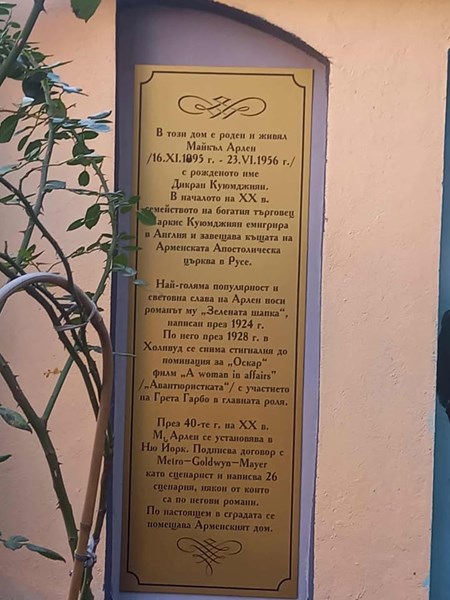 В този дом е роден и живял
Майкъл Арлен
/16.XI.1895 г. - 23.VI.1956 г./
с рожденото име
Дикран Куюмджиян.
В началото на XX в.
семейството на богатия търговец
Саркис Куюмджиян емигрира
в Англия и завещава къщата на
Арменската Апостолическа
църква в Русе.
Най-голяма популярност и
световна слава на Арлен носи
романът му „Зелената шапка“,
написан през 1924 г.
По него през 1928 г. в
Холивуд се снима стигналия до
номинация за „Оскар“
филм „A woman in affairs“
/„Авантюристката“/ с участието
на Грета Гарбо в главната роля.
През 40-те г. на XX в.
М. Арлен се установява в
Ню Йорк. Подписва договор с
Metro-Goldwyn-Mayer
като сценарист и написва 26
сценария, някои от които
са по негови романи.
По настоящем в сградата се
помещава Арменският дом.